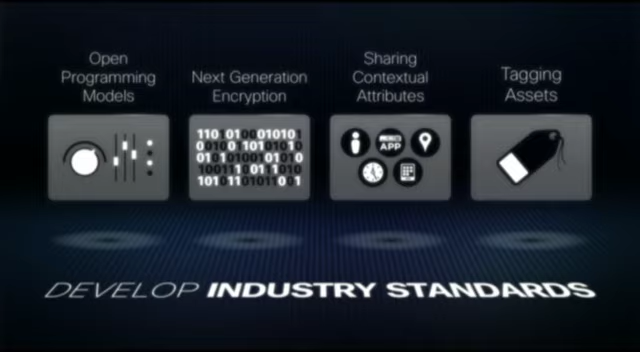 Open
Programming
Models
Next Generation
Encryption
Sharing
Contextual
Attributes
Tagging
Assets
APP
DEVELOP INDUSTRY STANDARDS